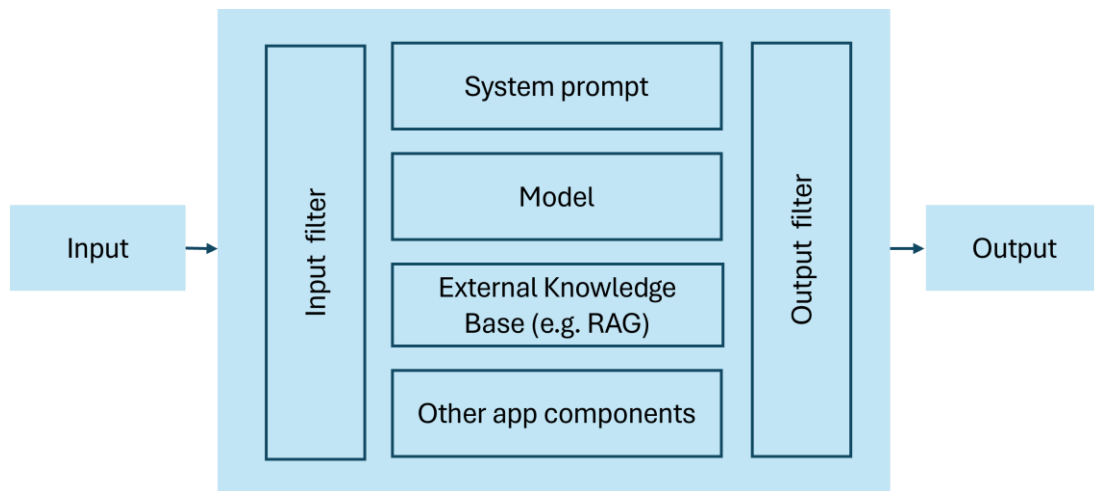 Input
Input filter
System prompt
Model
External Knowledge
Base (e.g. RAG)
Other app components
Output filter
Output